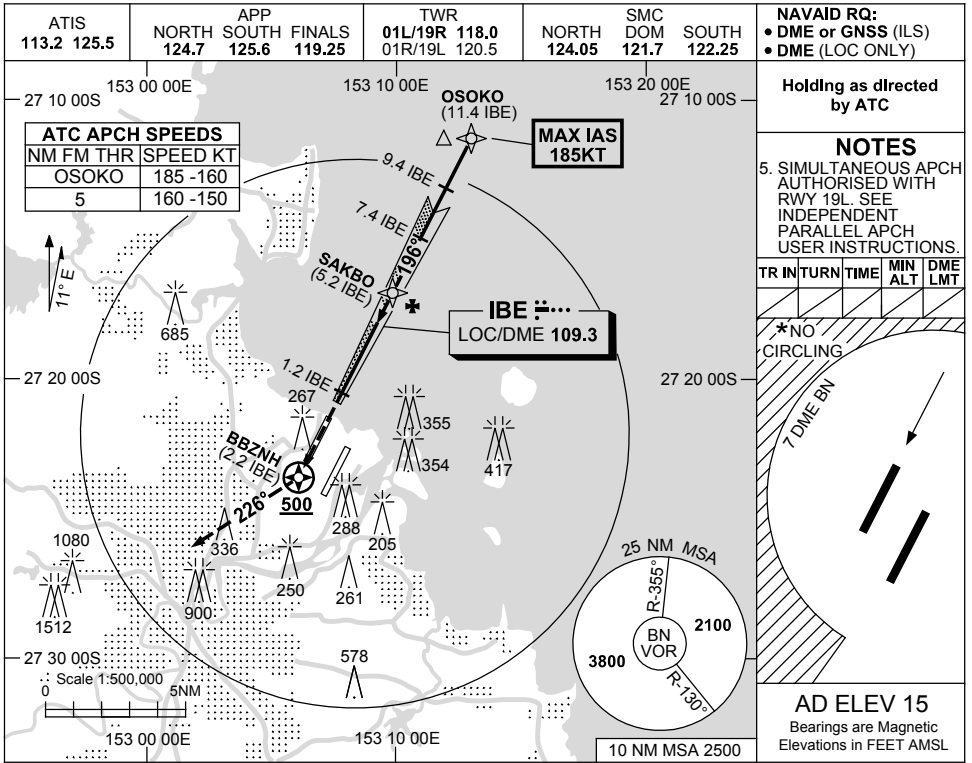 ATIS
113.2 125.5
APP
NORTH SOUTH FINALS
124.7 125.6 119.25
TWR
01L/19R 118.0
01R/19L 120.5
SMC
NORTH DOM SOUTH
124.05 121.7 122.25
NAVAID RQ:
• DME or GNSS (ILS)
• DME (LOC ONLY)
Holding as directed
by ATC
NOTES
5. SIMULTANEOUS APCH
AUTHORISED WITH
RWY 19L. SEE
INDEPENDENT
PARALLEL APCH
USER INSTRUCTIONS.
TR IN TURN TIME MIN ALT DME LMT
*NO
CIRCLING
7 DME BN
AD ELEV 15
Bearings are Magnetic
Elevations in FEET AMSL
153 00 00E
153 10 00E
153 20 00E
27 10 00S
27 10 00S
OSOKO
(11.4 IBE)
MAX IAS
185KT
ATC APCH SPEEDS
NM FM THR SPEED KT
OSOKO 185 -160
5 160 -150
9.4 IBE
7.4 IBE
196°
11° E
SAKBO
(5.2 IBE)
IBE
LOC/DME 109.3
685
27 20 00S
27 20 00S
1.2 IBE
267
355
354
417
BBZNH
(2.2 IBE)
500
226°
336
288
205
1080
1512
900
250
261
578
25 NM MSA
R-355°
BN
VOR
2100
3800
R-130°
27 30 00S
Scale 1:500,000
0 5NM
153 00 00E
153 10 00E
10 NM MSA 2500